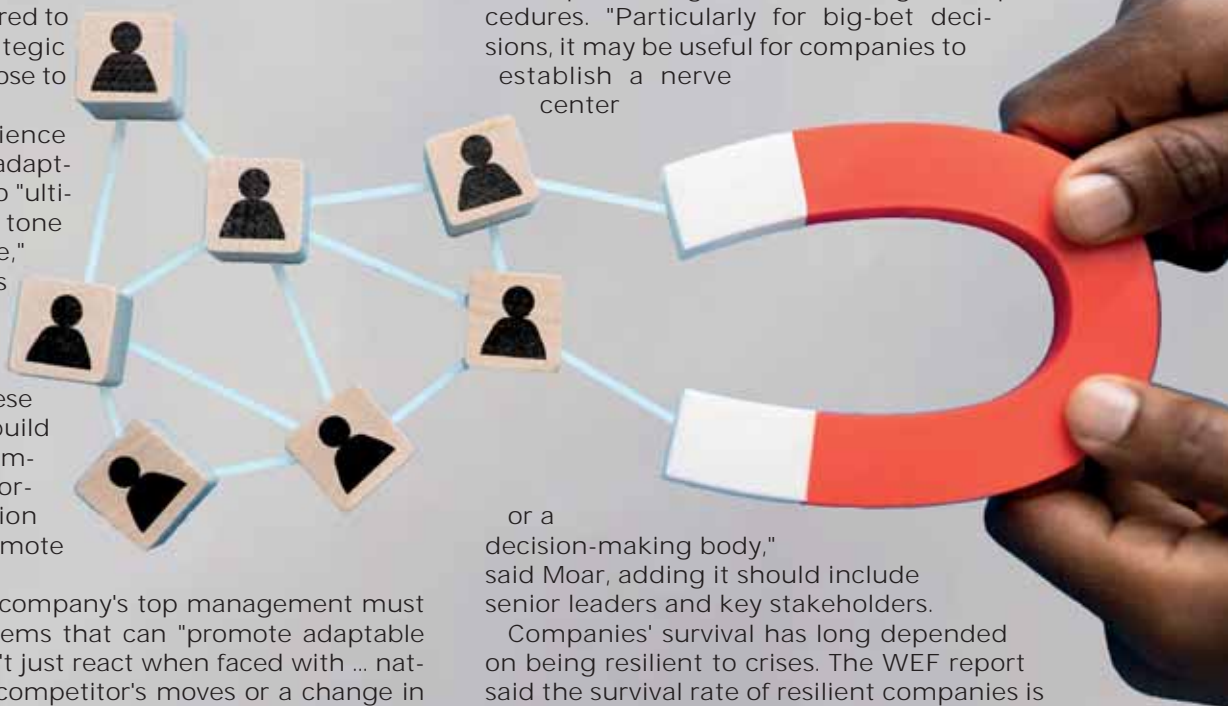 red to
tegic
ose to
ience
adapt-
o "ulti-
tone
e,"
s
ese
build
m-
or-
ion
mote
company's top management must
ems that can "promote adaptable
't just react when faced with ... nat-
competitor's moves or a change in
cedures. "Particularly for big-bet deci-
sions, it may be useful for companies to
establish a nerve
center
or a
decision-making body,"
said Moar, adding it should include
senior leaders and key stakeholders.
Companies' survival has long depended
on being resilient to crises. The WEF report
said the survival rate of resilient companies is